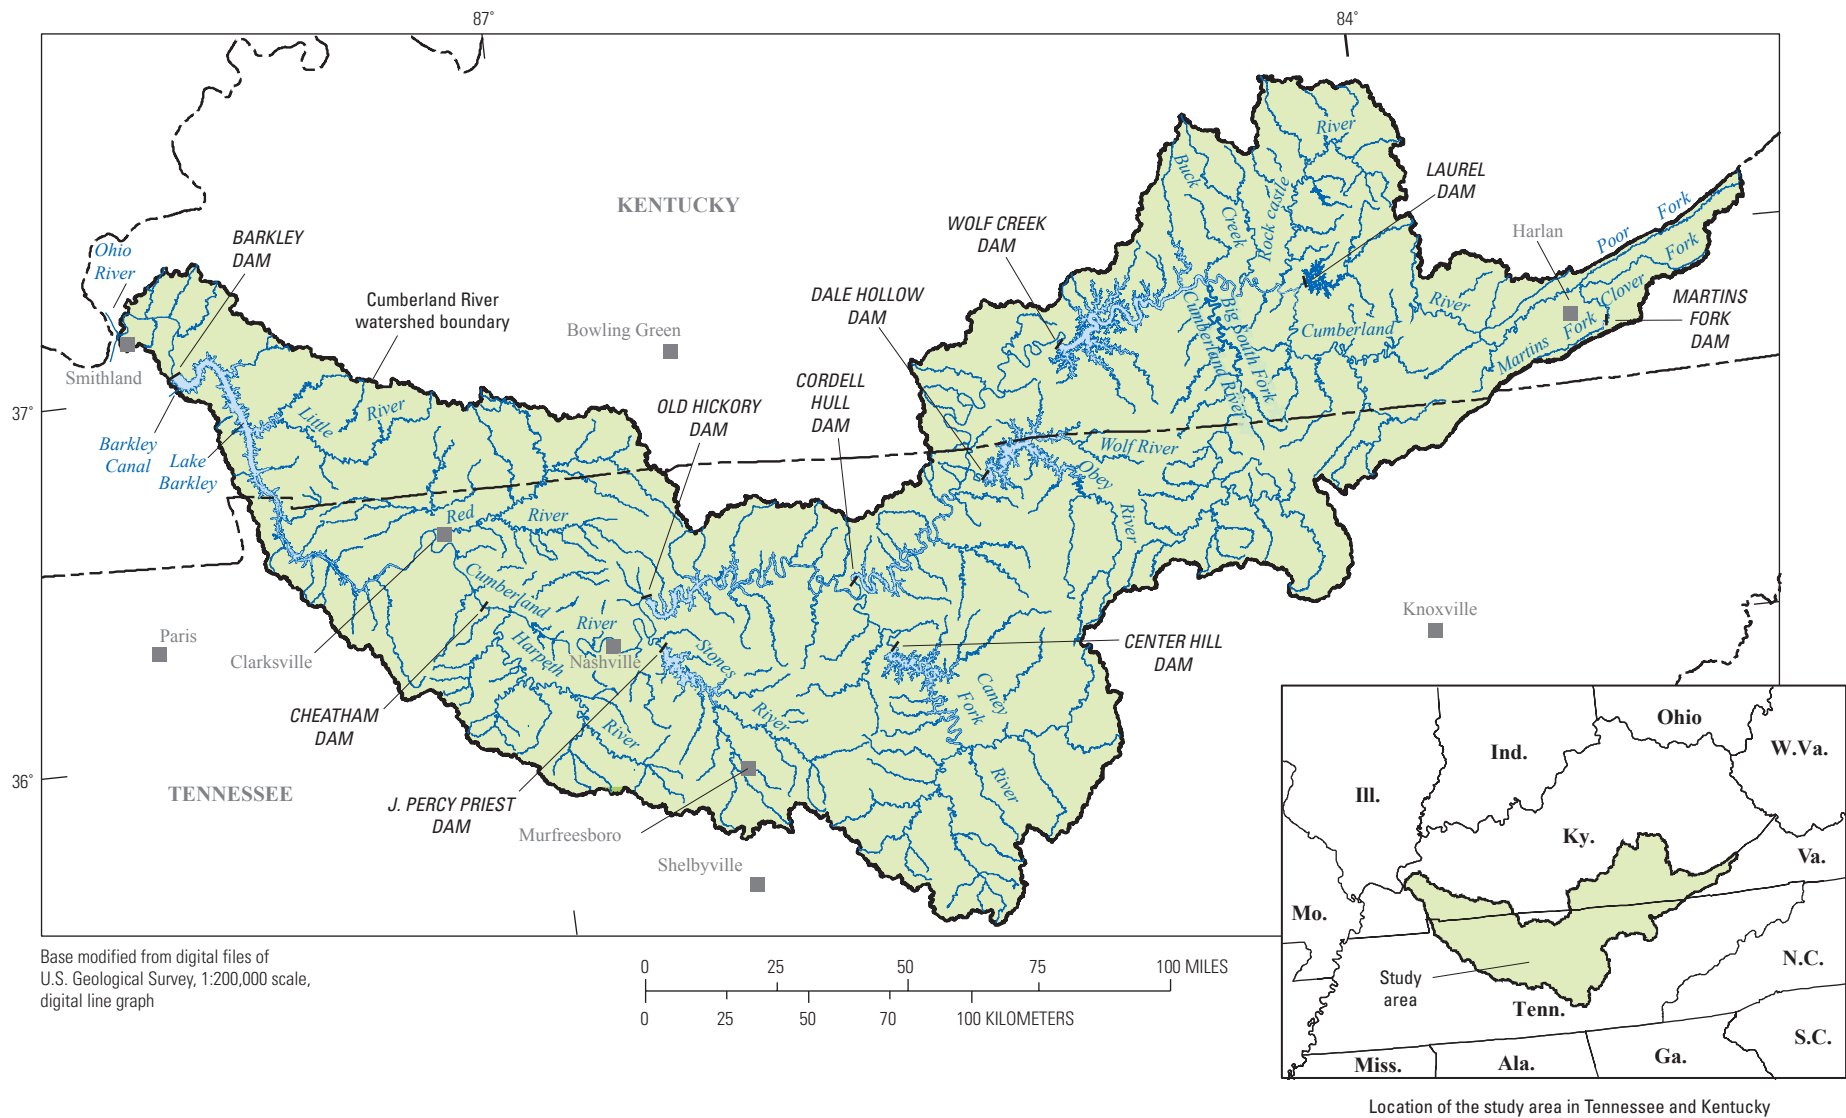 87°
84°
KENTUCKY
Ohio
River
BARKLEY
DAM
Cumberland River
watershed boundary
Bowling Green
Smithland
37°
Barkley
Canal
Lake
Barkley
Little
River
OLD HICKORY
DAM
CORDELL
HULL
DAM
DALE HOLLOW
DAM
WOLF CREEK
DAM
Buck
Creek
Rock castle
River
LAUREL
DAM
Harlan
Poor
Fork
Clover
Fork
Martins
Fork
MARTINS
FORK
DAM
River
Cumberland
Big South Fork
Cumberland River
Wolf River
Obey
River
Red
River
Cumberland
River
Harpeth
River
Nashville
Stones
River
Paris
Clarksville
CHEATHAM
DAM
CENTER HILL
DAM
Caney
Fork
River
Knoxville
36°
TENNESSEE
J. PERCY PRIEST
DAM
Murfreesboro
Shelbyville
Base modified from digital files of
U.S. Geological Survey, 1:200,000 scale,
digital line graph
0 25 50 75 100 MILES
0 25 50 70 100 KILOMETERS
Ohio
Ind.
W.Va.
Ill.
Ky.
Va.
Mo.
N.C.
Study
area
Tenn.
S.C.
Miss.
Ala.
Ga.
Location of the study area in Tennessee and Kentucky